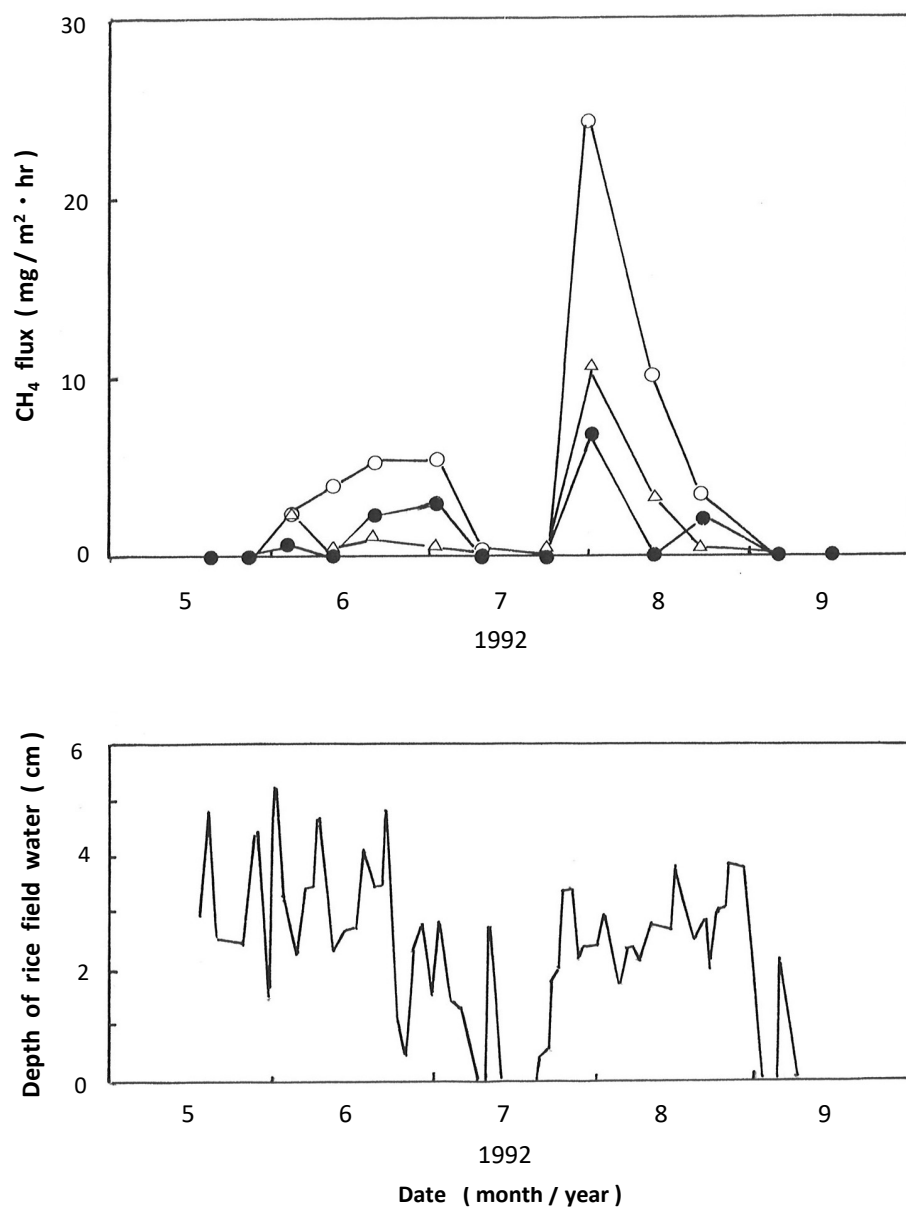 30
20
10
0
CH₄ flux ( mg / m² • hr )
5 6 7 8 9
1992
6
4
2
0
Depth of rice field water ( cm )
5 6 7 8 9
1992
Date ( month / year )